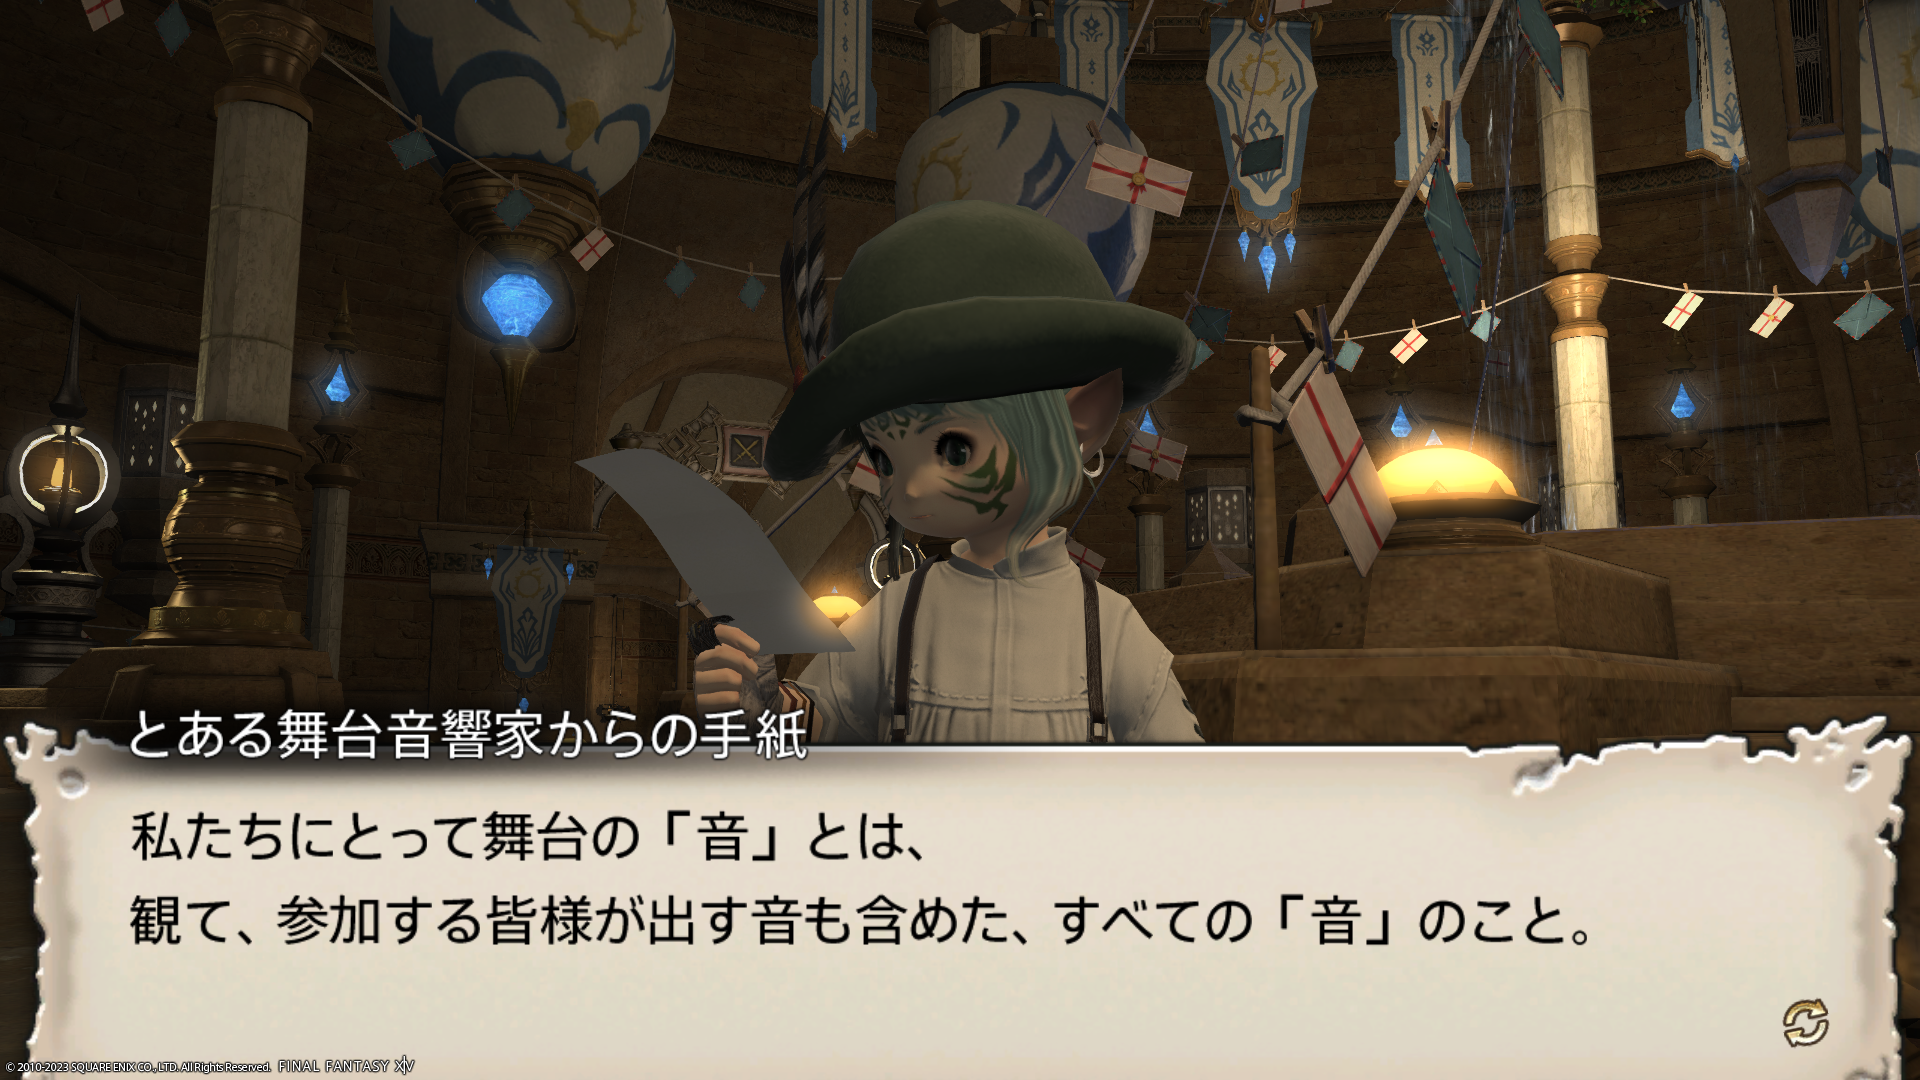 とある舞台音響家からの手紙
私たちにとって舞台の「音」とは、
観て、参加する皆様が出す音も含めた、すべての「音」のこと。
© 2010-2023 SQUARE ENIX CO., LTD. All Rights Reserved. FINAL FANTASY XIV